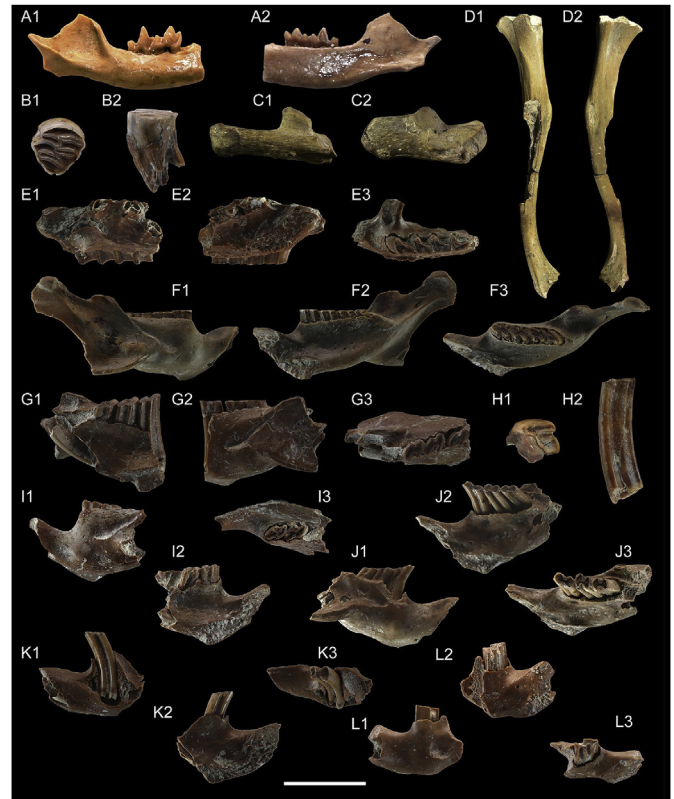 A1 A2 D1 D2
B1 B2 C1 C2
E1 E2 E3
F1 F2 F3
G1 G2 G3 H1 H2
I1 I3 J2
I2 J1 J3
K1 K3 L2
K2 L1 L3